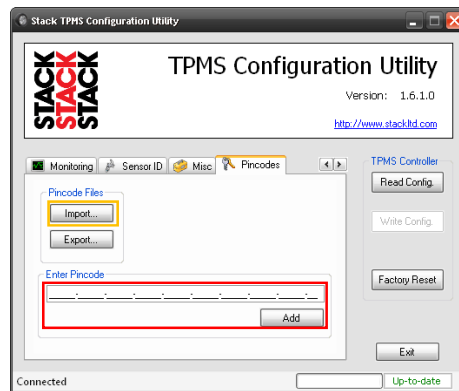 Stack TPMS Configuration Utility
STACK
STACK
STACK
TPMS Configuration Utility
Version: 1.6.1.0
http://www.stackltd.com
Monitoring
Sensor ID
Misc
Pincodes
TPMS Controller
Read Config.
Write Config.
Factory Reset
Pincode Files
Import...
Export...
Enter Pincode
Add
Exit
Connected
Up-to-date